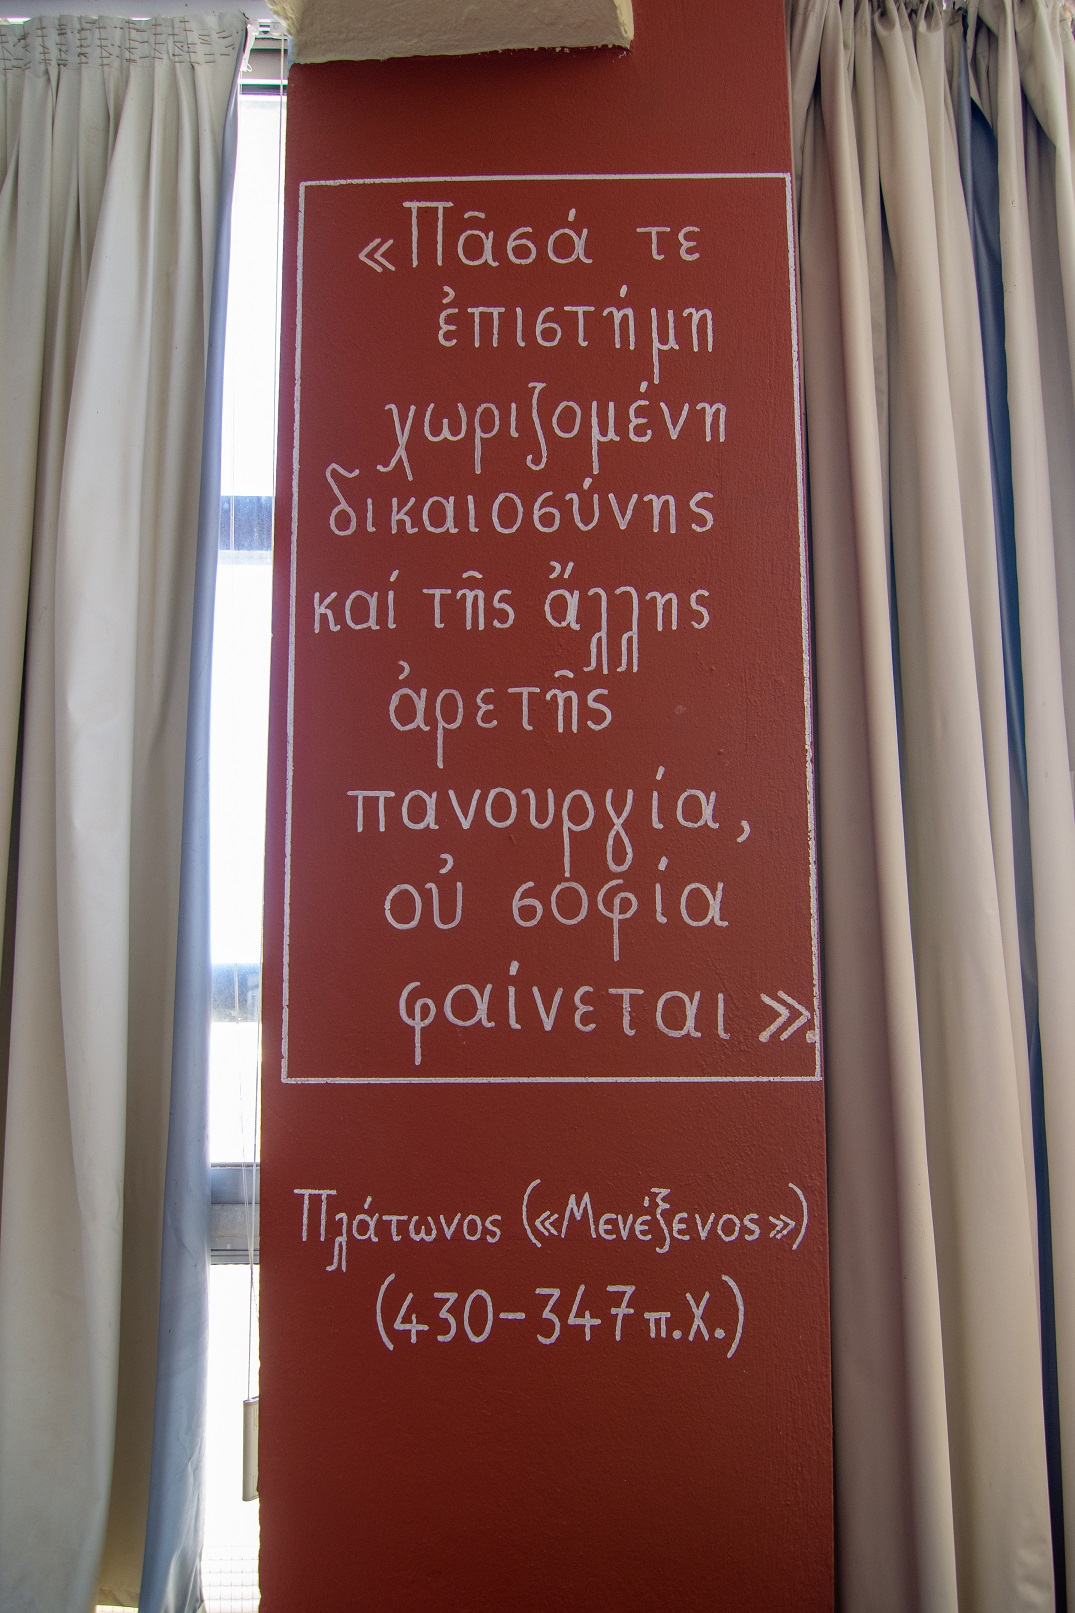 «Πᾶσά τε
ἐπιστήμη
χωριζομένη
δικαιοσύνης
καί τῆς ἄλλης
ἀρετῆς
πανουργία,
οὐ σοφία
φαίνεται».
Πλάτωνος («Μενέξενος»)
(430-347 π.Χ.)